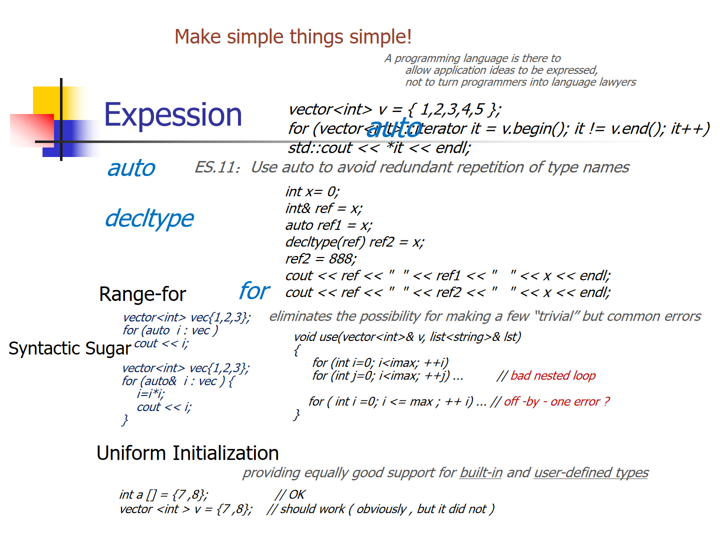 Make simple things simple!
A programming language is there to
allow application ideas to be expressed,
not to turn programmers into language lawyers
Expession
vector<int> v = { 1,2,3,4,5 };
auto
for (vector<int>::iterator it = v.begin(); it != v.end(); it++)
std::cout << *it << endl;
auto
ES.11：Use auto to avoid redundant repetition of type names
decltype
int x= 0;
int& ref = x;
auto ref1 = x;
decltype(ref) ref2 = x;
ref2 = 888;
cout << ref << "  " << ref1 << "   " << x << endl;
cout << ref << "  " << ref2 << "   " << x << endl;
Range-for
for
vector<int> vec{1,2,3};
for (auto  i : vec )
cout << i;
eliminates the possibility for making a few “trivial” but common errors
Syntactic Sugar
vector<int> vec{1,2,3};
for (auto&  i : vec ) {
i=i*i;
cout << i;
}
void use(vector<int>& v, list<string>& lst)
{
for (int i=0; i<imax; ++i)
for (int j=0; i<imax; ++j) ...          // bad nested loop
for ( int i =0; i <= max ; ++ i) ... // off -by - one error ?
}
Uniform Initialization
providing equally good support for built-in and user-defined types
int a [] = {7 ,8};                    // OK
vector <int > v = {7 ,8};    // should work ( obviously , but it did not )